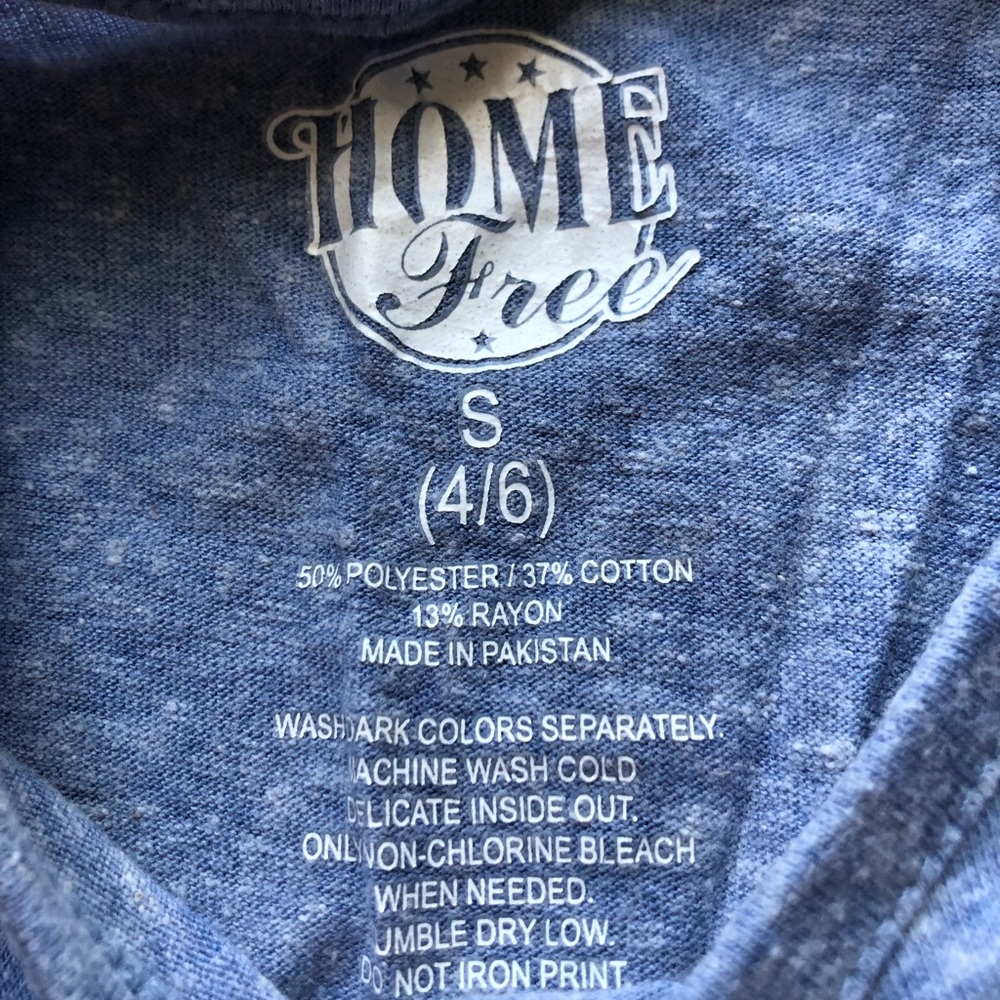 HOME
Free
S
(4/6)
50% POLYESTER / 37% COTTON
13% RAYON
MADE IN PAKISTAN
WASH DARK COLORS SEPARATELY.
MACHINE WASH COLD
DELICATE INSIDE OUT.
ONLY NON-CHLORINE BLEACH
WHEN NEEDED.
TUMBLE DRY LOW.
DO NOT IRON PRINT.